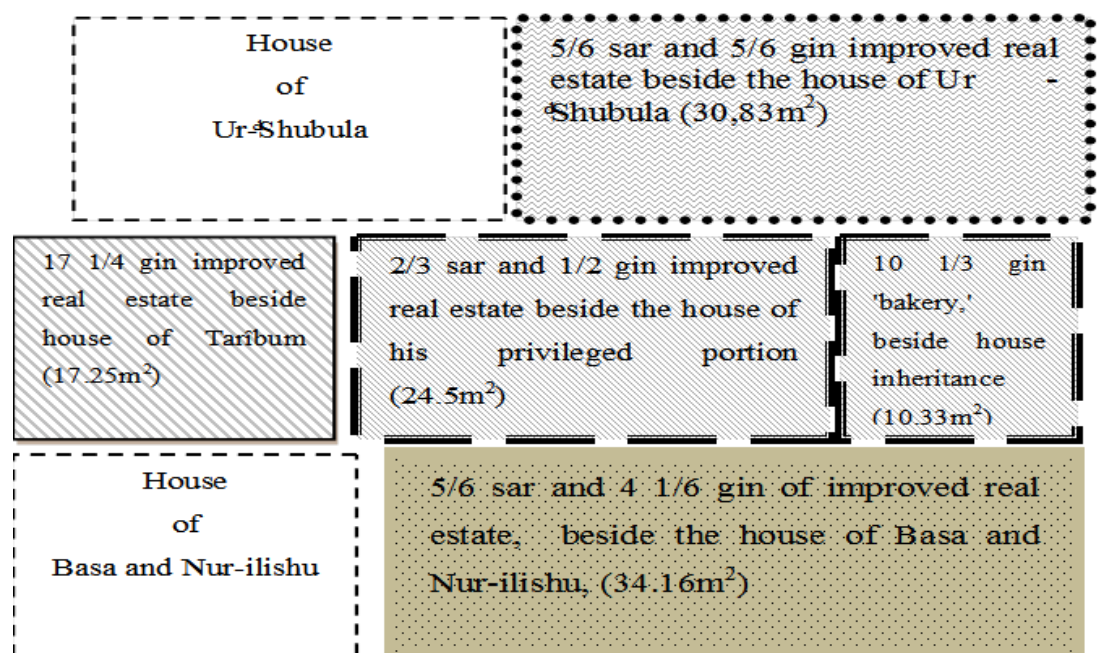 House
of
Ur-ᵈShubula
5/6 sar and 5/6 gin improved real
estate beside the house of Ur -
ᵈShubula (30,83m²)
17 1/4 gin improved
real estate beside
house of Tarîbum
(17.25m²)
2/3 sar and 1/2 gin improved
real estate beside the house of
his privileged portion
(24.5m²)
10 1/3 gin
'bakery,'
beside house
inheritance
(10.33m²)
House
of
Basa and Nur-ilishu
5/6 sar and 4 1/6 gin of improved real
estate, beside the house of Basa and
Nur-ilishu, (34.16m²)